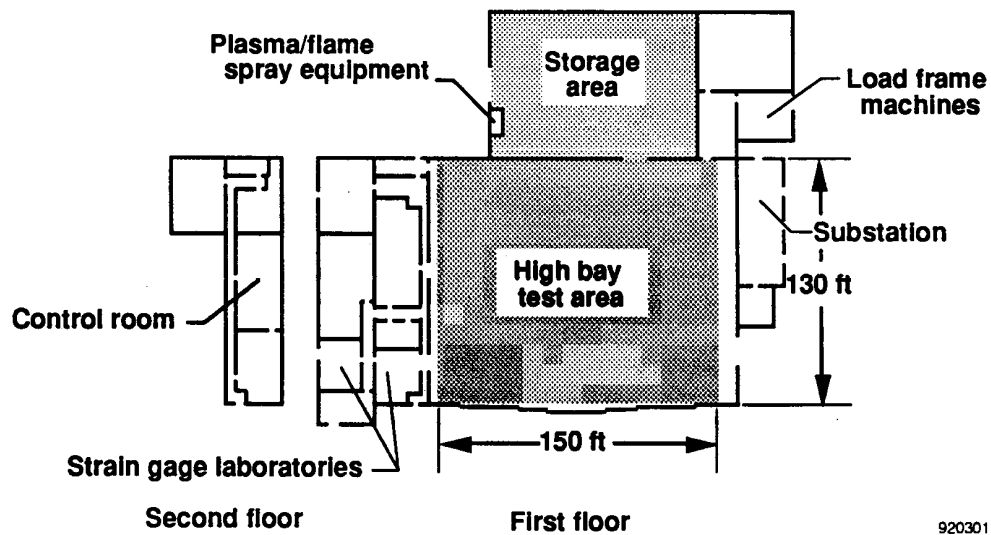 Plasma/flame
spray equipment
Storage
area
Load frame
machines
Substation
High bay
test area
130 ft
Control room
150 ft
Strain gage laboratories
Second floor
First floor
920301